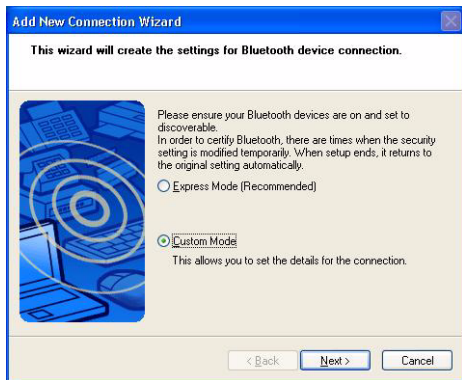 Add New Connection Wizard
This wizard will create the settings for Bluetooth device connection.
Please ensure your Bluetooth devices are on and set to
discoverable.
In order to certify Bluetooth, there are times when the security
setting is modified temporarily. When setup ends, it returns to
the original setting automatically.
Express Mode (Recommended)
Custom Mode
This allows you to set the details for the connection.
< Back Next > Cancel